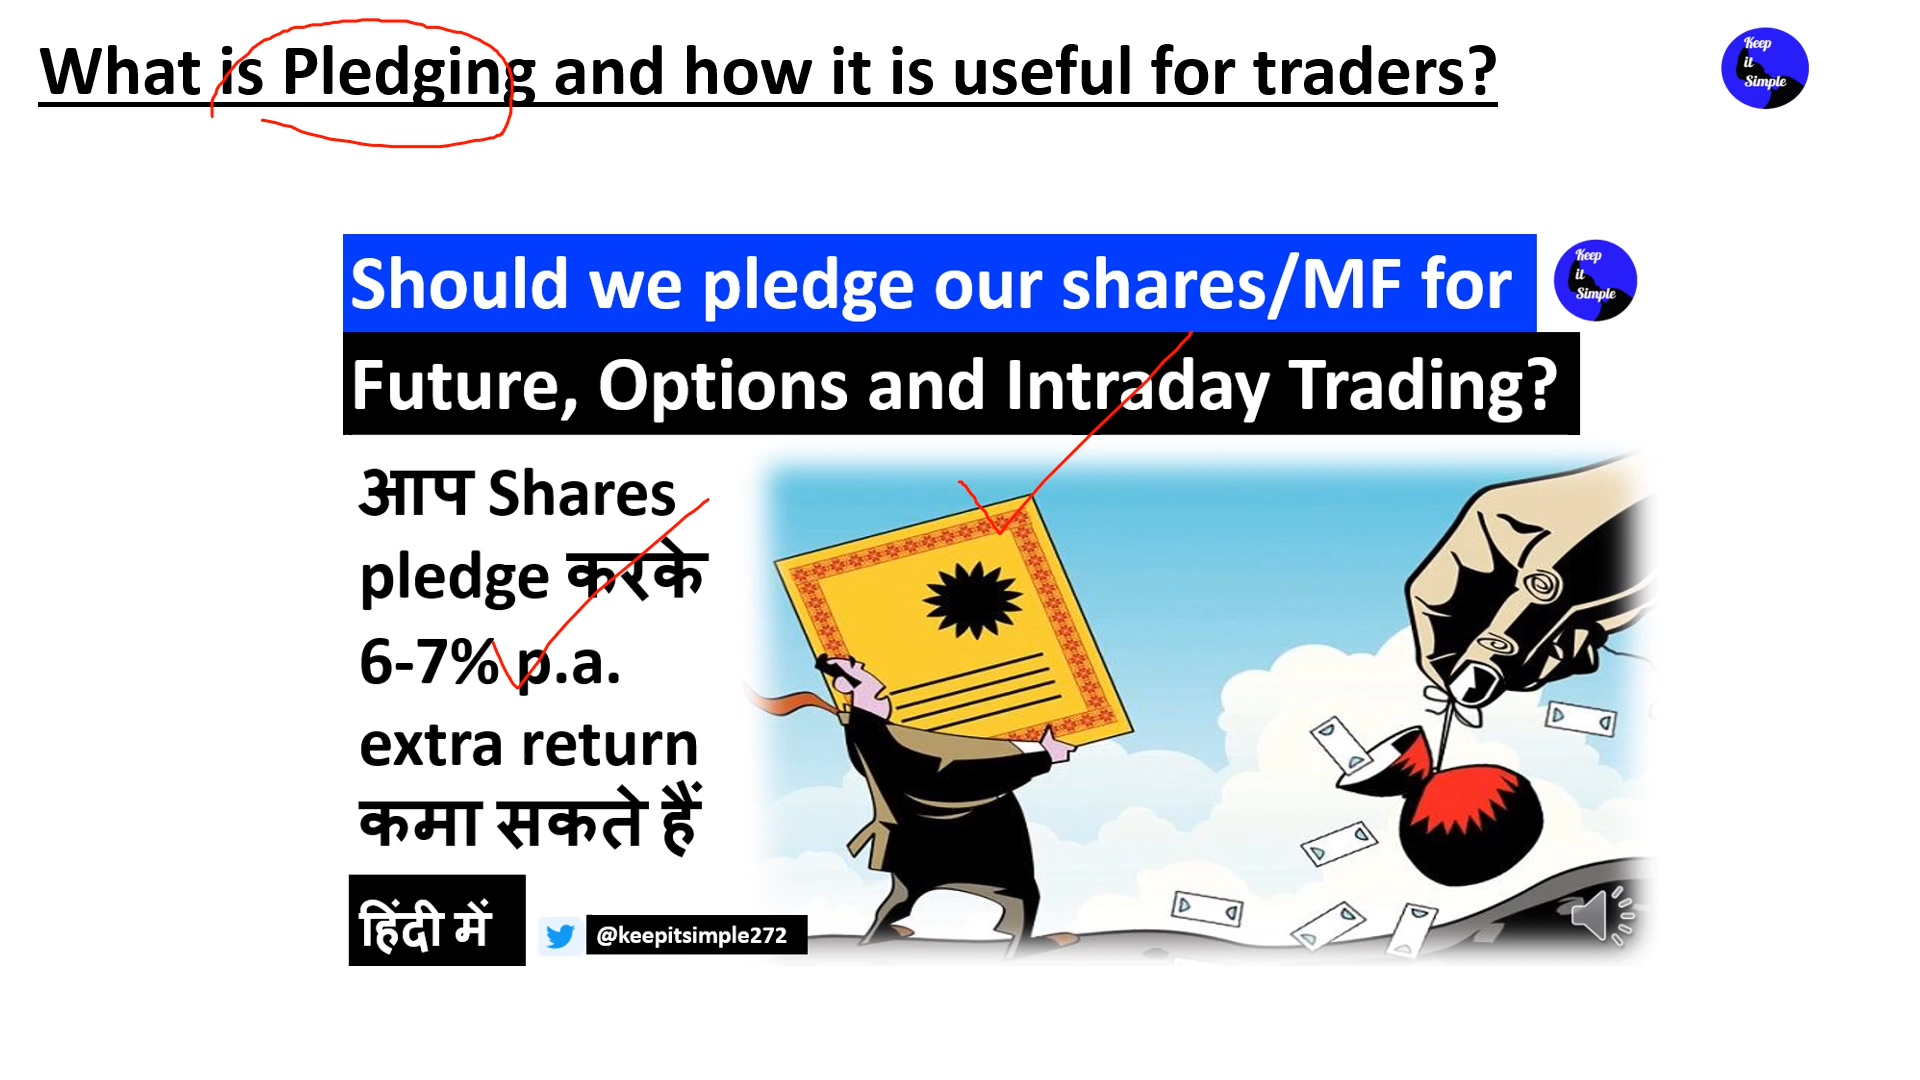 What is Pledging and how it is useful for traders?
Keep
it
Simple
Should we pledge our shares/MF for
Keep
it
Simple
Future, Options and Intraday Trading?
आप Shares
pledge करके
6-7% p.a.
extra return
कमा सकते हैं
हिंदी में
@keepitsimple272